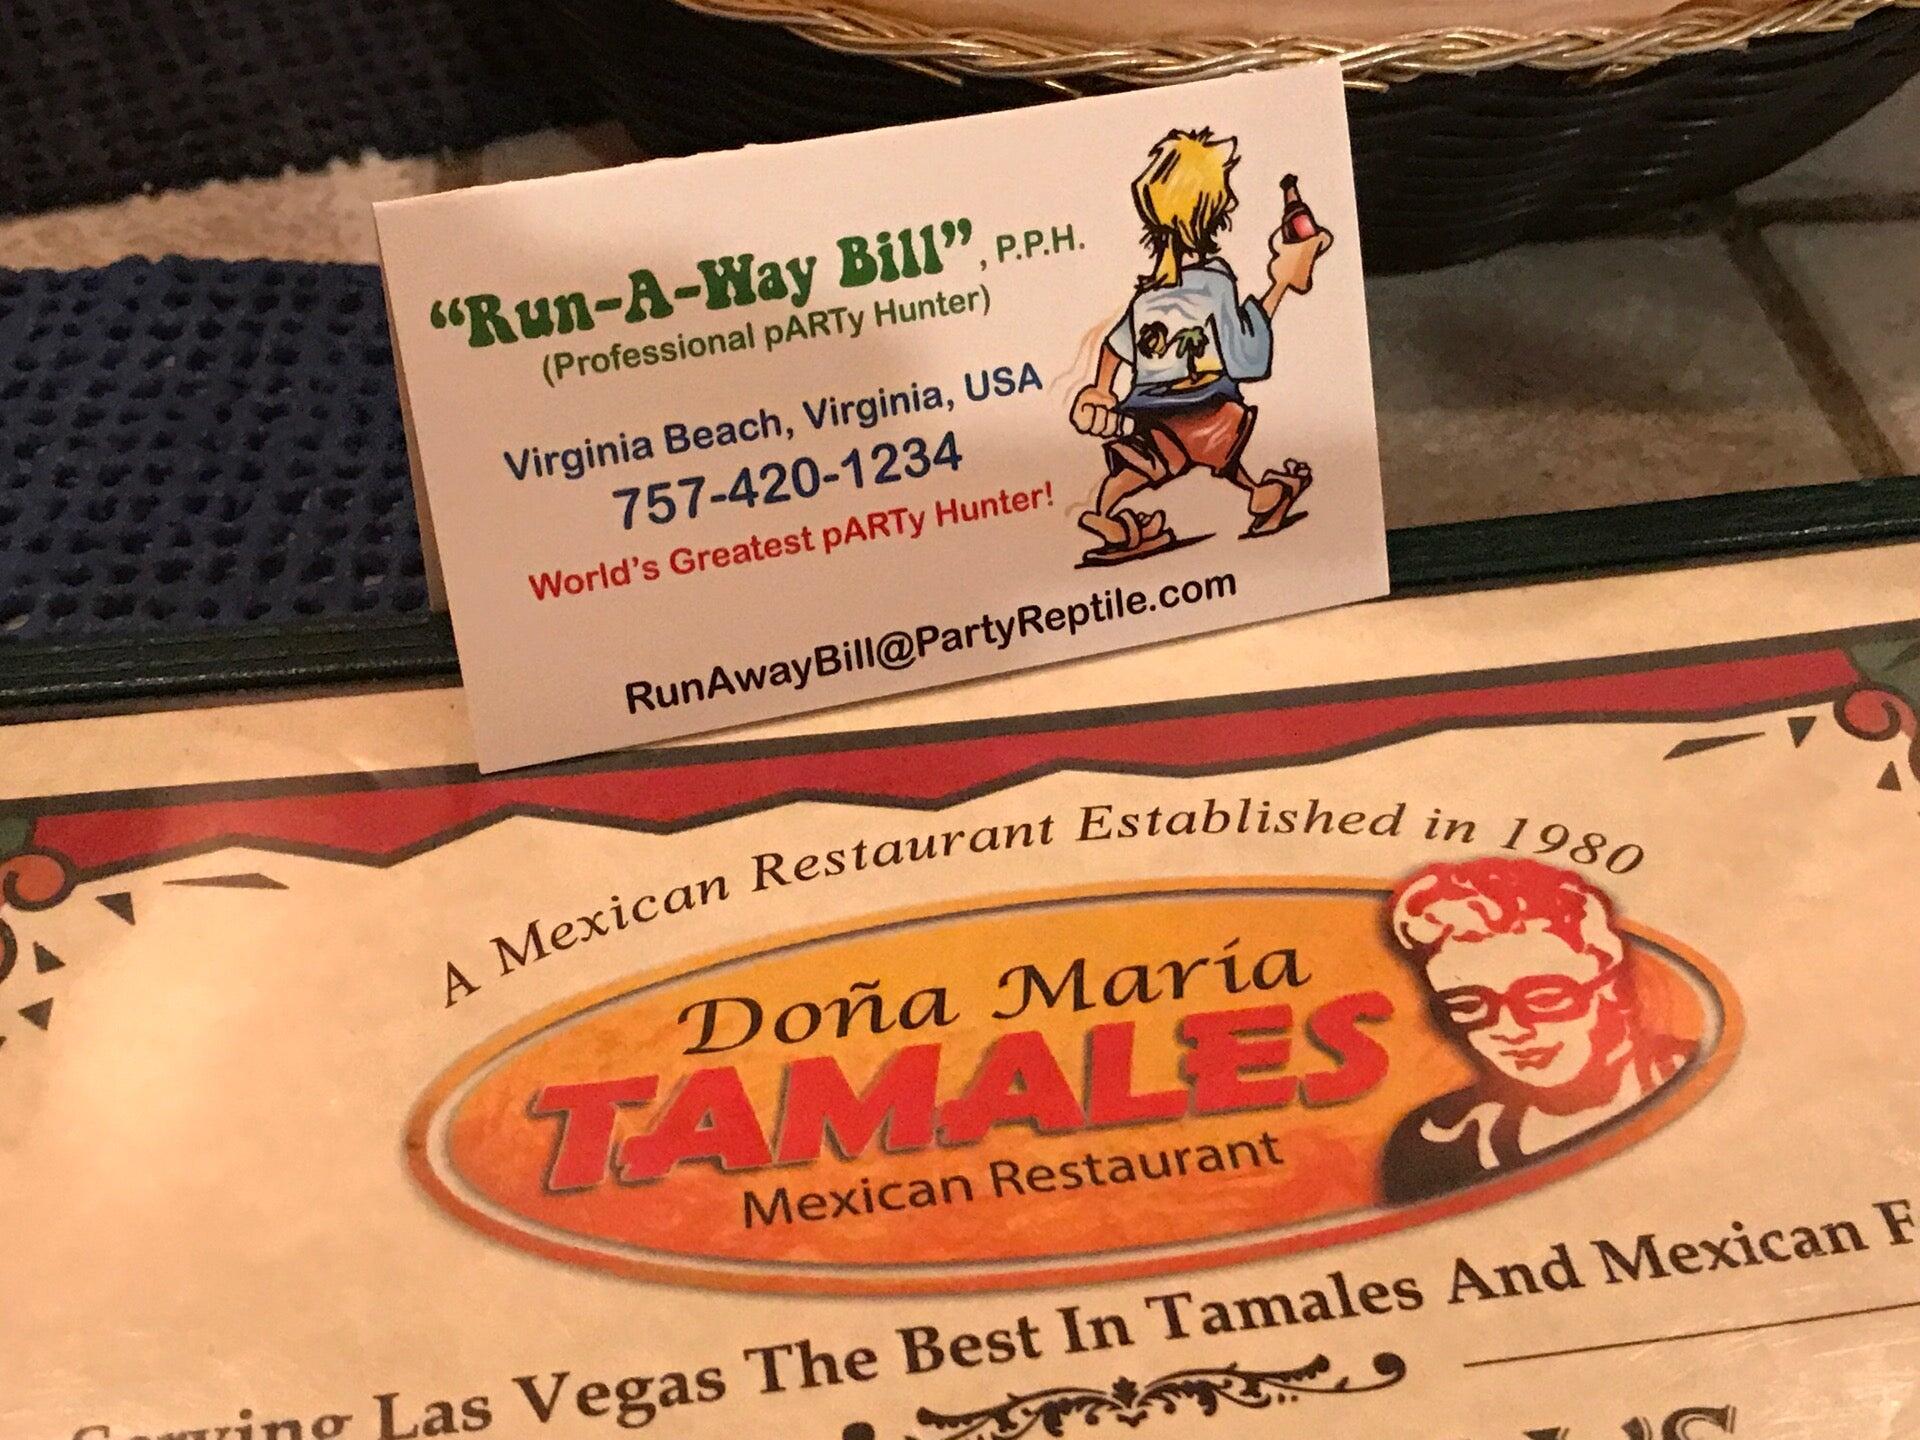 “Run-A-Way Bill”, P.P.H.
(Professional pARTy Hunter)
Virginia Beach, Virginia, USA
757-420-1234
World's Greatest pARTy Hunter!
RunAwayBill@PartyReptile.com
A Mexican Restaurant Established in 1980
Doña María
TAMALES
Mexican Restaurant
Serving Las Vegas The Best In Tamales And Mexican F